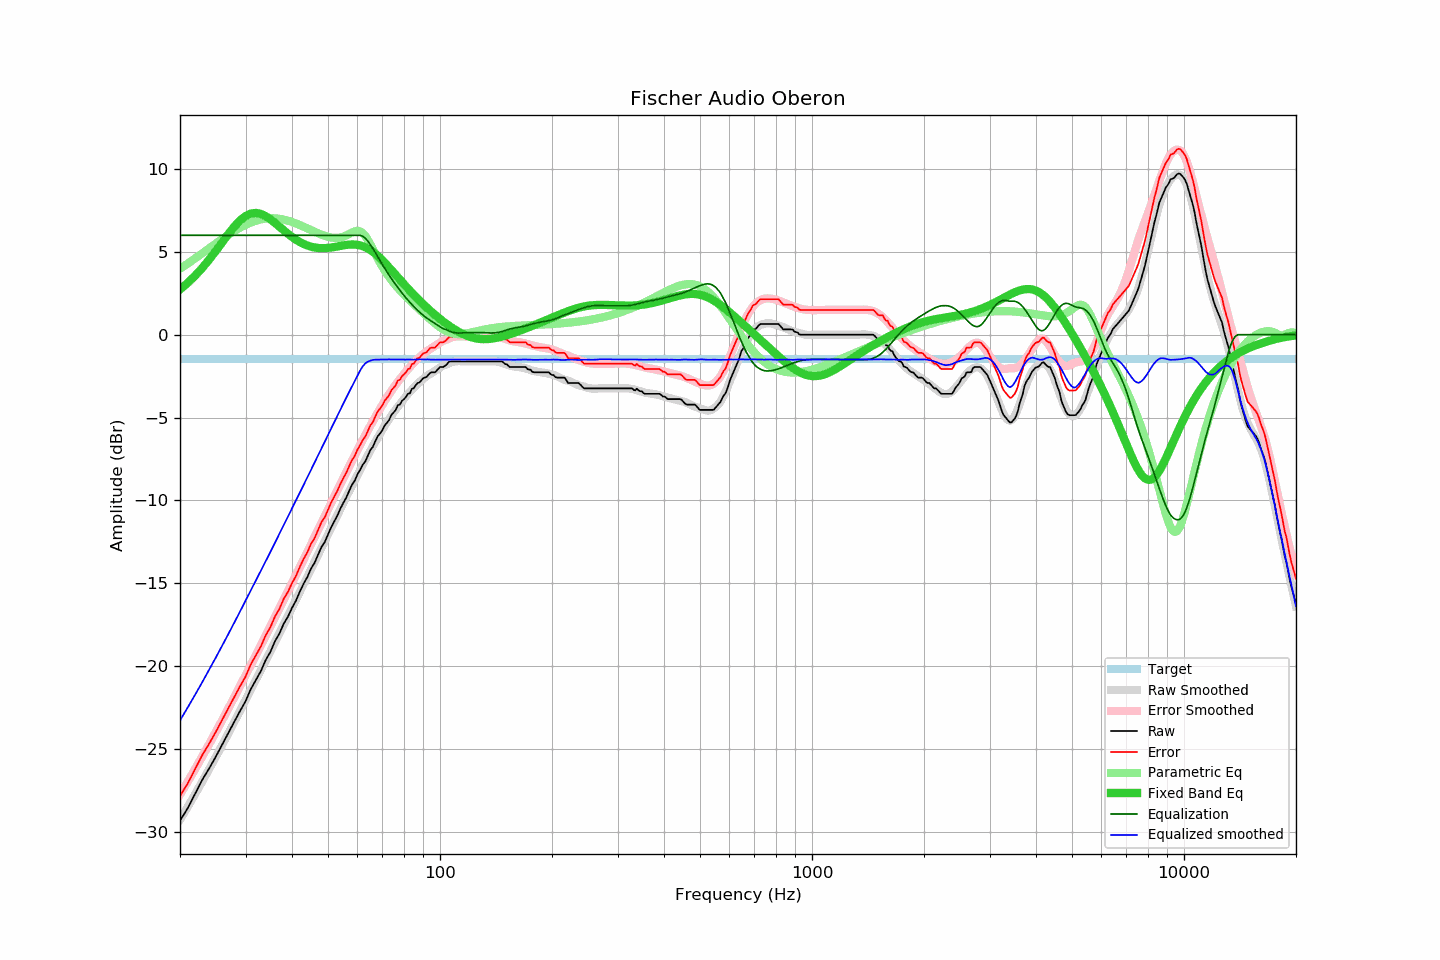 Fischer Audio Oberon
10
5
0
−5
−10
−15
−20
−25
−30
Amplitude (dBr)
100
1000
10000
Frequency (Hz)
Target
Raw Smoothed
Error Smoothed
Raw
Error
Parametric Eq
Fixed Band Eq
Equalization
Equalized smoothed